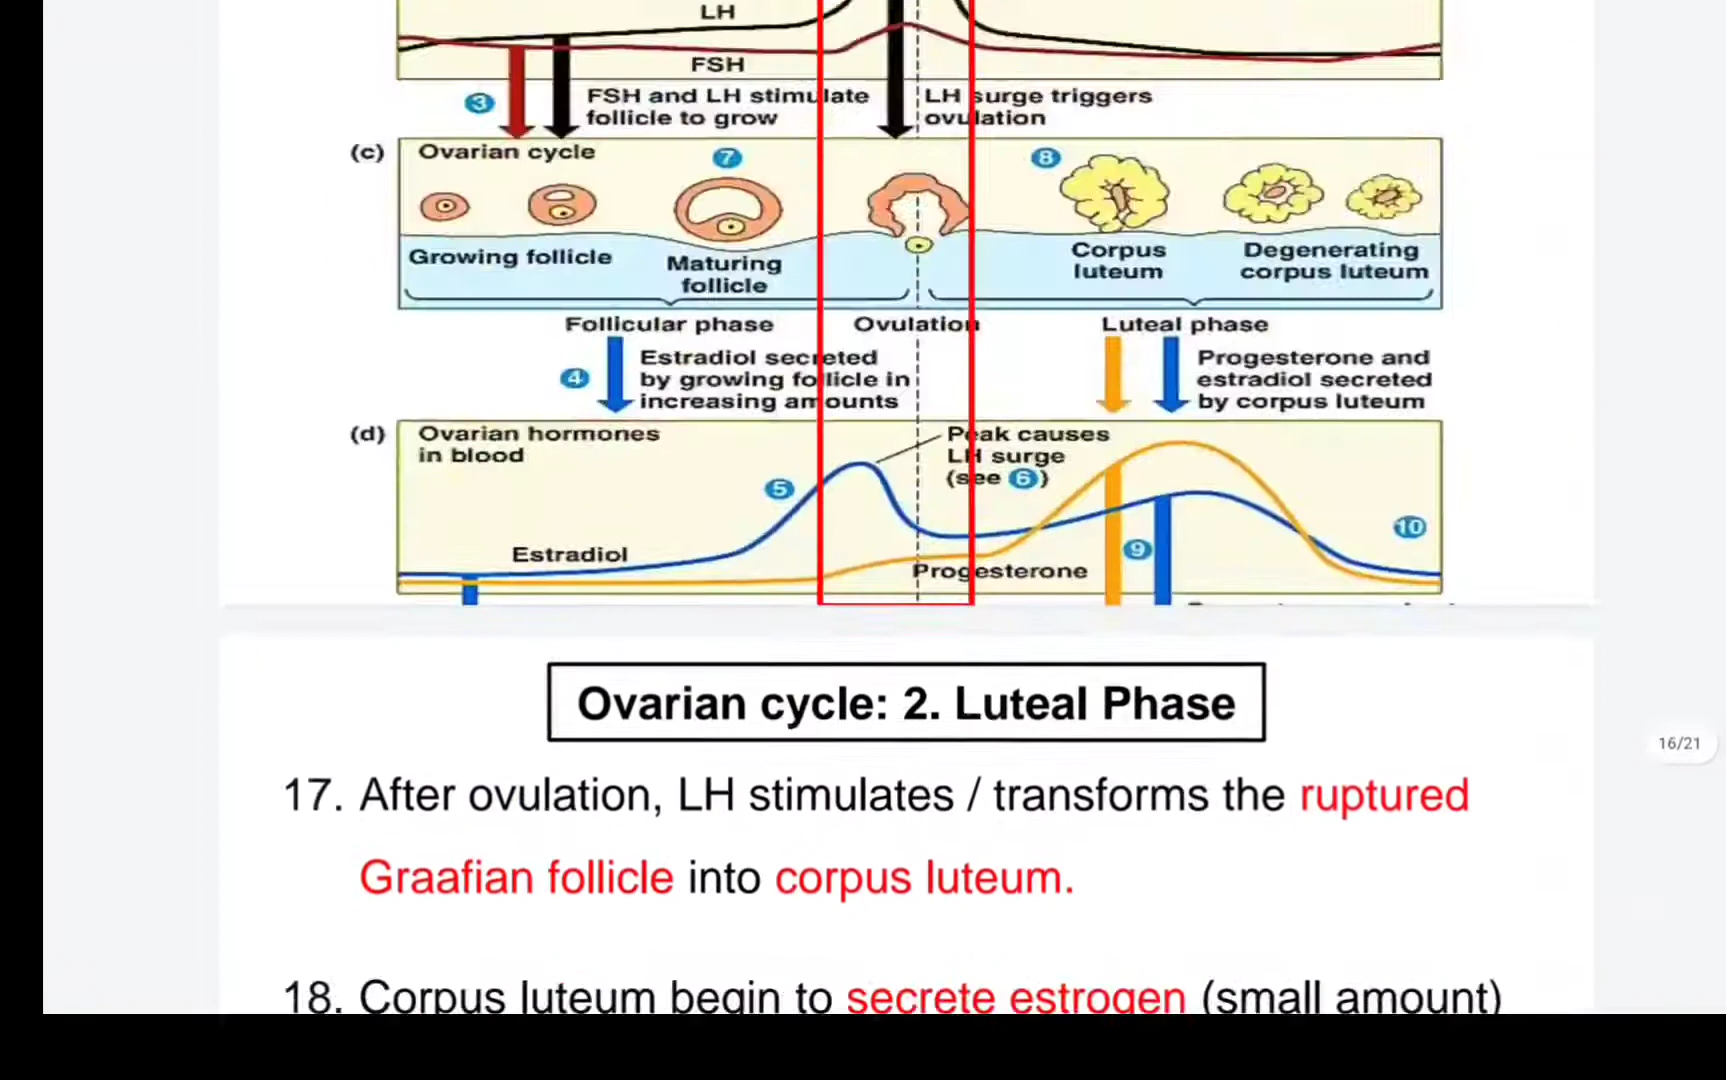 LH
FSH
3
FSH and LH stimulate
follicle to grow
LH surge triggers
ovulation
(c)
Ovarian cycle
7
8
Growing follicle
Maturing
follicle
Corpus
luteum
Degenerating
corpus luteum
Follicular phase
Ovulation
Luteal phase
4
Estradiol secreted
by growing follicle in
increasing amounts
Progesterone and
estradiol secreted
by corpus luteum
(d)
Ovarian hormones
in blood
Peak causes
LH surge
(see 6)
5
10
Estradiol
9
Progesterone
Ovarian cycle: 2. Luteal Phase
16/21
17. After ovulation, LH stimulates / transforms the ruptured
Graafian follicle into corpus luteum.
18. Corpus luteum begin to secrete estrogen (small amount)